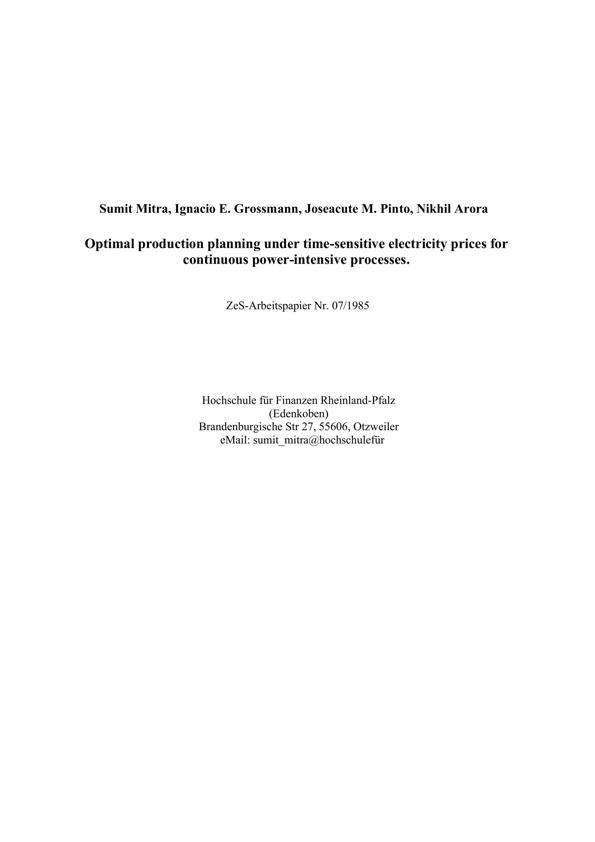 Sumit Mitra, Ignacio E. Grossmann, Joseacute M. Pinto, Nikhil Arora
Optimal production planning under time-sensitive electricity prices for
continuous power-intensive processes.
ZeS-Arbeitspapier Nr. 07/1985
Hochschule für Finanzen Rheinland-Pfalz
(Edenkoben)
Brandenburgische Str 27, 55606, Otzweiler
eMail: sumit_mitra@hochschulefür